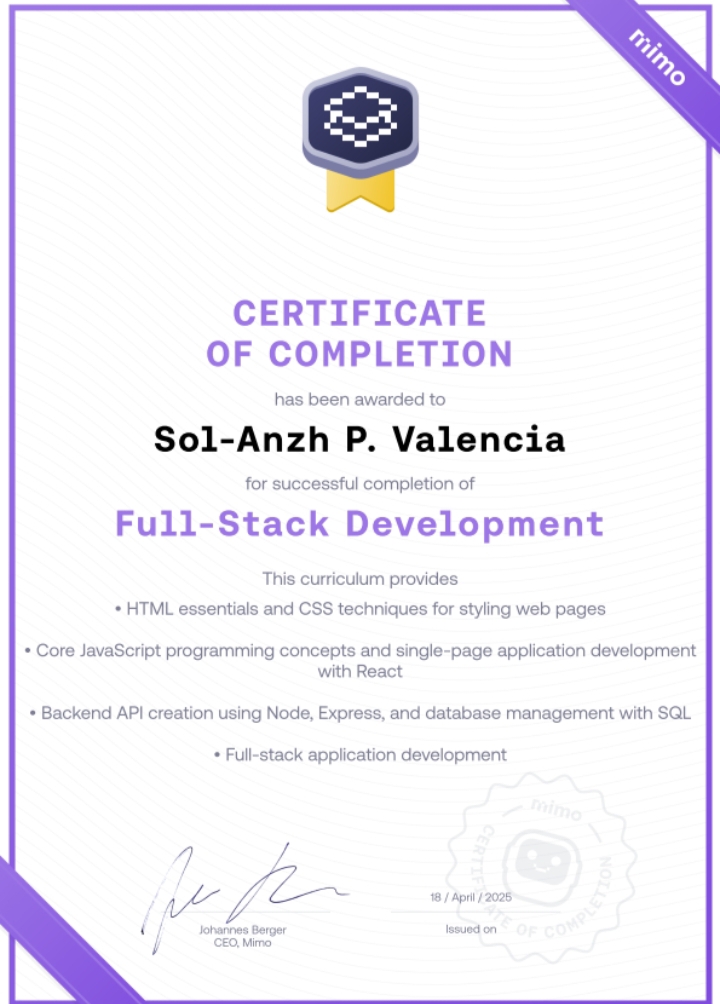 mimo
CERTIFICATE
OF COMPLETION
has been awarded to
Sol-Anzh P. Valencia
for successful completion of
Full-Stack Development
This curriculum provides
• HTML essentials and CSS techniques for styling web pages
• Core JavaScript programming concepts and single-page application development
with React
• Backend API creation using Node, Express, and database management with SQL
• Full-stack application development
mimo
CERTIFICATE OF COMPLETION
18 / April / 2025
Johannes Berger
CEO, Mimo
Issued on